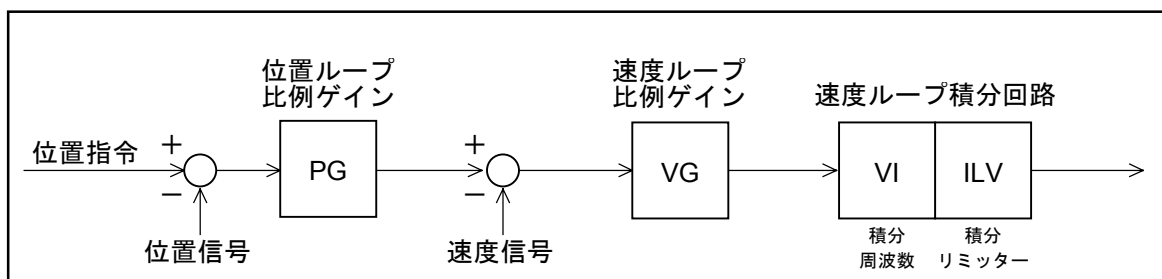 位置ループ
比例ゲイン
速度ループ
比例ゲイン
速度ループ積分回路
位置指令
+
−
PG
+
−
VG
VI
ILV
位置信号
速度信号
積分
周波数
積分
リミッター